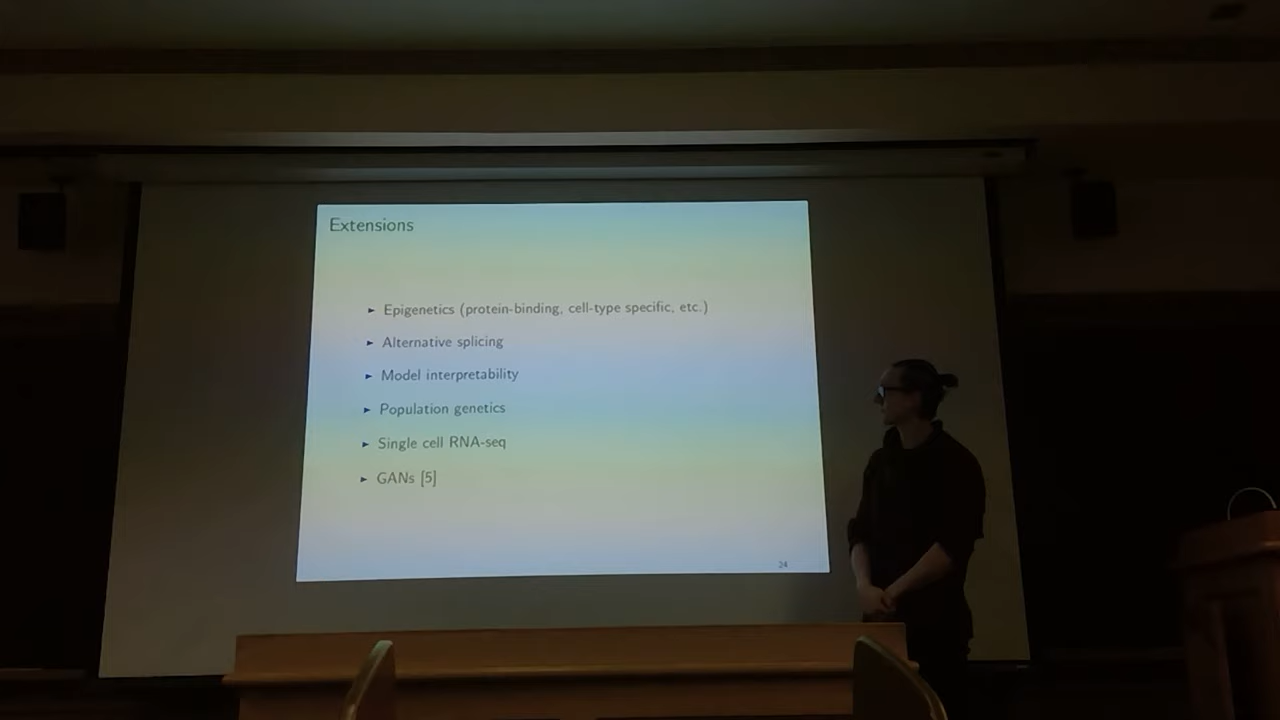 Extensions
► Epigenetics (protein-binding, cell-type specific, etc.)
► Alternative splicing
► Model interpretability
► Population genetics
► Single cell RNA-seq
► GANs [5]
24